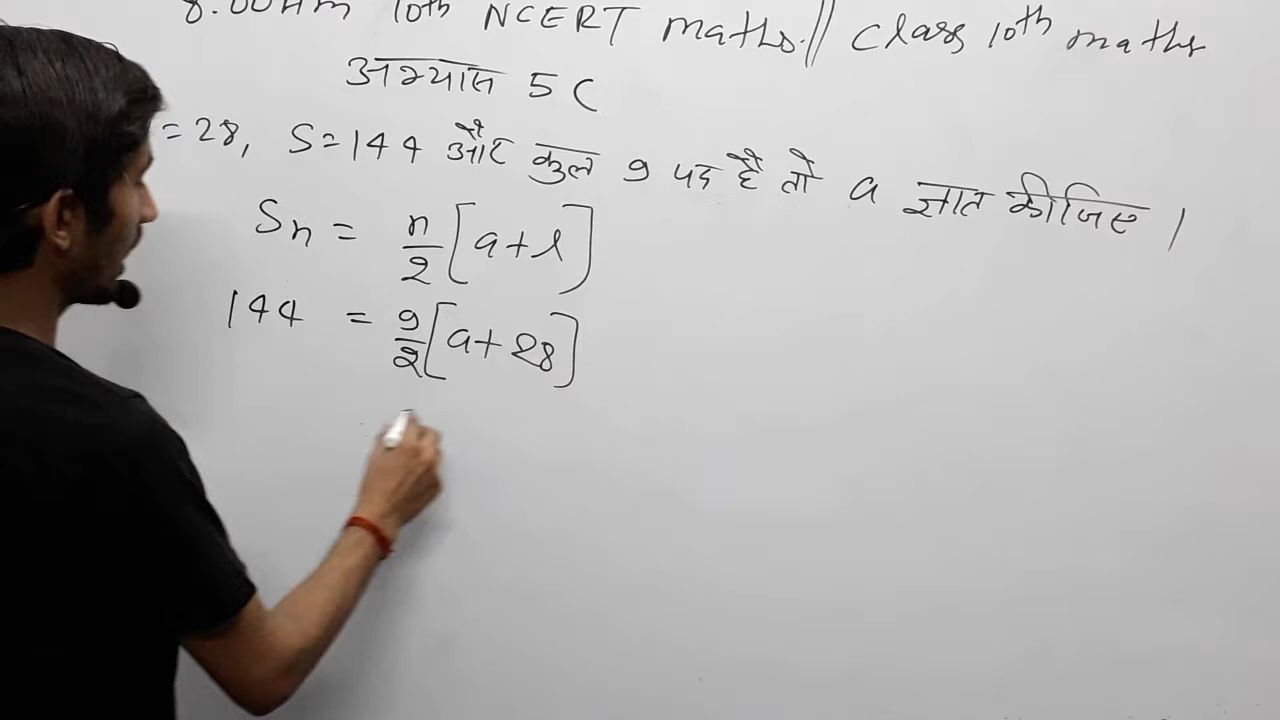 8.00AM 10th NCERT maths.// class 10th maths
अभ्यास 5 C
= 28, S=144 और कुल 9 पद है तो a ज्ञात कीजिए ।
Sn = n/2 [a+l]
144 = 9/2 [a+28]